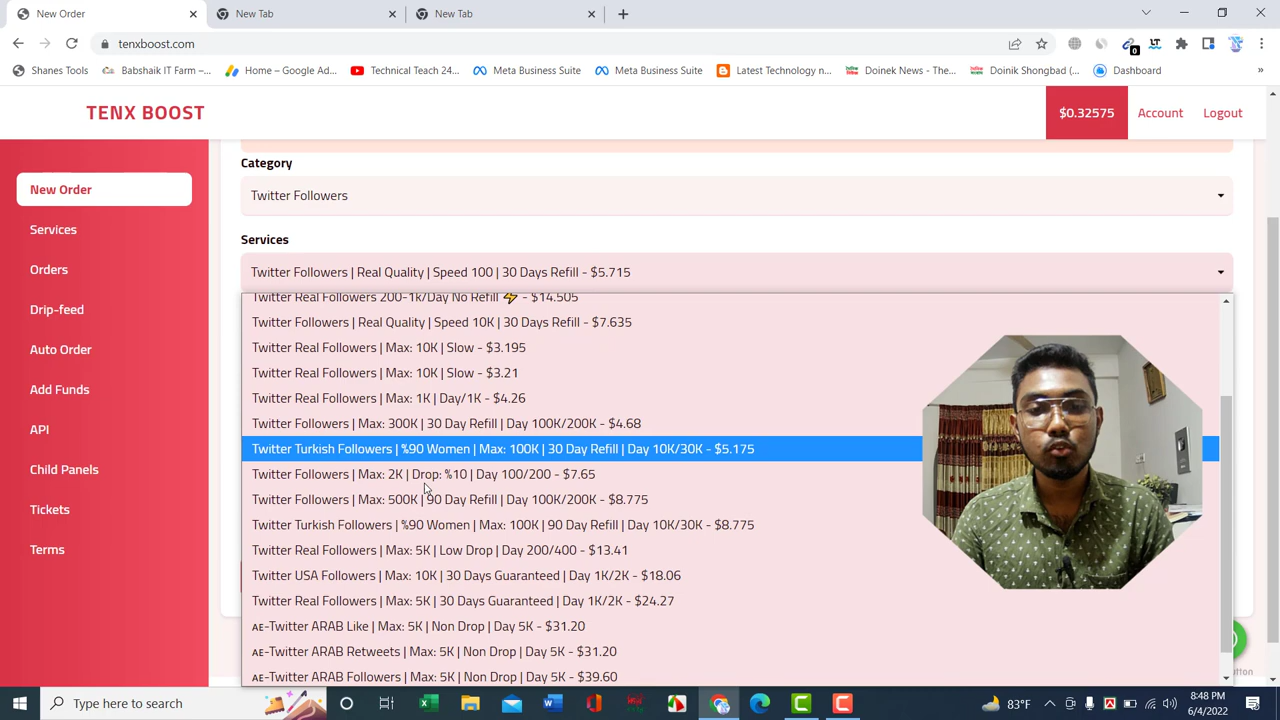 New Order
New Tab
New Tab
tenxboost.com
Shanes Tools
Babshaik IT Farm –...
Home – Google Ad...
Technical Teach 24...
Meta Business Suite
Meta Business Suite
Latest Technology n...
Doinek News - The...
Doinik Shongbad (...
Dashboard
TENX BOOST
$0.32575
Account
Logout
New Order
Services
Orders
Drip-feed
Auto Order
Add Funds
API
Child Panels
Tickets
Terms
Category
Twitter Followers
Services
Twitter Followers | Real Quality | Speed 100 | 30 Days Refill - $5.715
Twitter Real Followers 200-1k/Day No Refill ⚡ - $14.505
Twitter Followers | Real Quality | Speed 10K | 30 Days Refill - $7.635
Twitter Real Followers | Max: 10K | Slow - $3.195
Twitter Real Followers | Max: 10K | Slow - $3.21
Twitter Real Followers | Max: 1K | Day/1K - $4.26
Twitter Followers | Max: 300K | 30 Day Refill | Day 100K/200K - $4.68
Twitter Turkish Followers | %90 Women | Max: 100K | 30 Day Refill | Day 10K/30K - $5.175
Twitter Followers | Max: 2K | Drop: %10 | Day 100/200 - $7.65
Twitter Followers | Max: 500K | 90 Day Refill | Day 100K/200K - $8.775
Twitter Turkish Followers | %90 Women | Max: 100K | 90 Day Refill | Day 10K/30K - $8.775
Twitter Real Followers | Max: 5K | Low Drop | Day 200/400 - $13.41
Twitter USA Followers | Max: 10K | 30 Days Guaranteed | Day 1K/2K - $18.06
Twitter Real Followers | Max: 5K | 30 Days Guaranteed | Day 1K/2K - $24.27
AE-Twitter ARAB Like | Max: 5K | Non Drop | Day 5K - $31.20
AE-Twitter ARAB Retweets | Max: 5K | Non Drop | Day 5K - $31.20
AE-Twitter ARAB Followers | Max: 5K | Non Drop | Day 5K - $39.60
Type here to search
83°F
8:48 PM
6/4/2022